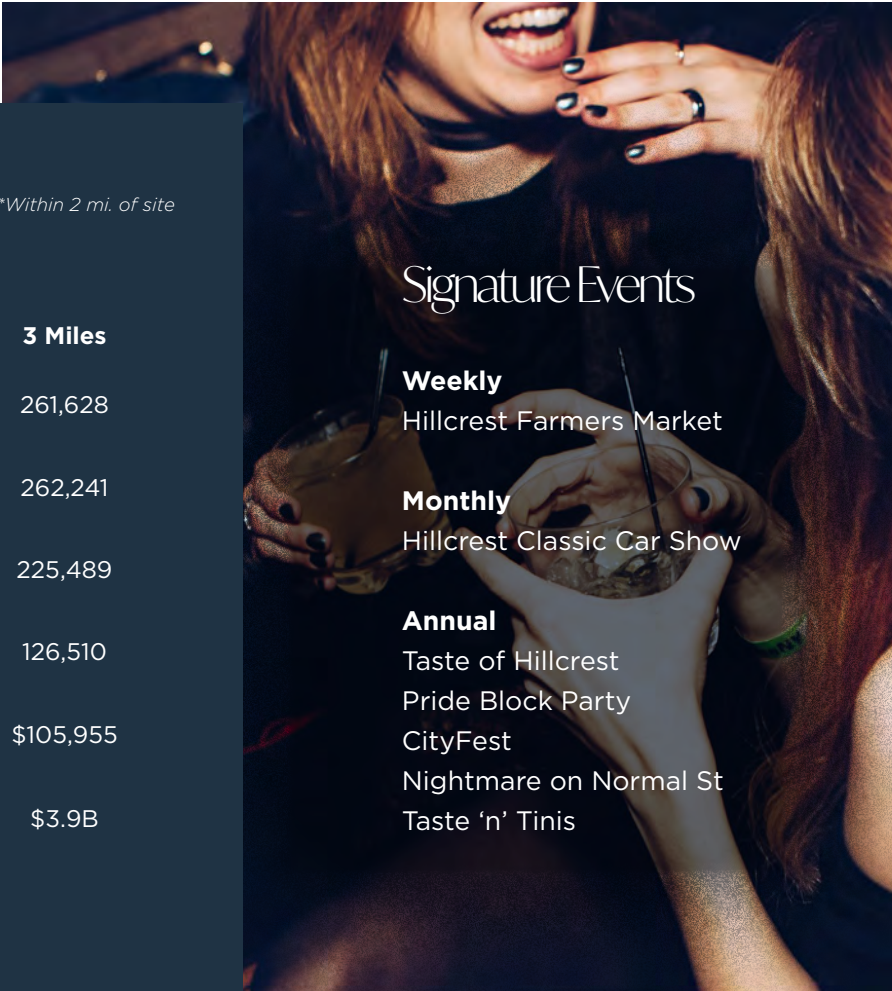 *Within 2 mi. of site
3 Miles
261,628
262,241
225,489
126,510
$105,955
$3.9B
Signature Events
Weekly
Hillcrest Farmers Market
Monthly
Hillcrest Classic Car Show
Annual
Taste of Hillcrest
Pride Block Party
CityFest
Nightmare on Normal St
Taste ‘n’ Tinis